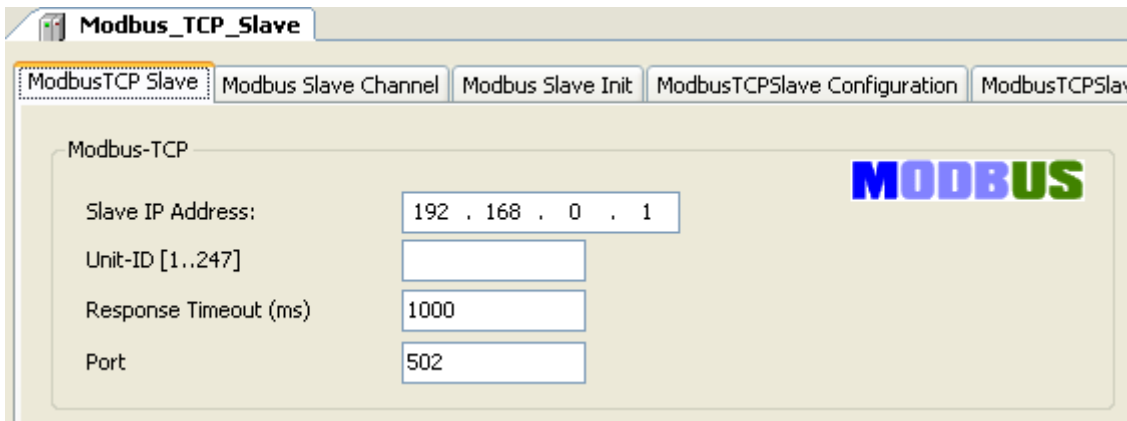 Modbus_TCP_Slave
ModbusTCP Slave Modbus Slave Channel Modbus Slave Init ModbusTCPSlave Configuration ModbusTCPSlav
Modbus-TCP
MODBUS
Slave IP Address: 192 . 168 . 0 . 1
Unit-ID [1..247]
Response Timeout (ms) 1000
Port 502